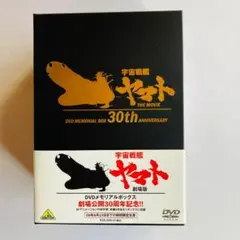 宇宙戦艦
ヤマト
THE MOVIE
DVD MEMORIAL BOX 30th ANNIVERSARY
宇宙戦艦
ヤマト
劇場版
DVDメモリアルボックス
劇場公開30周年記念!!
DVD